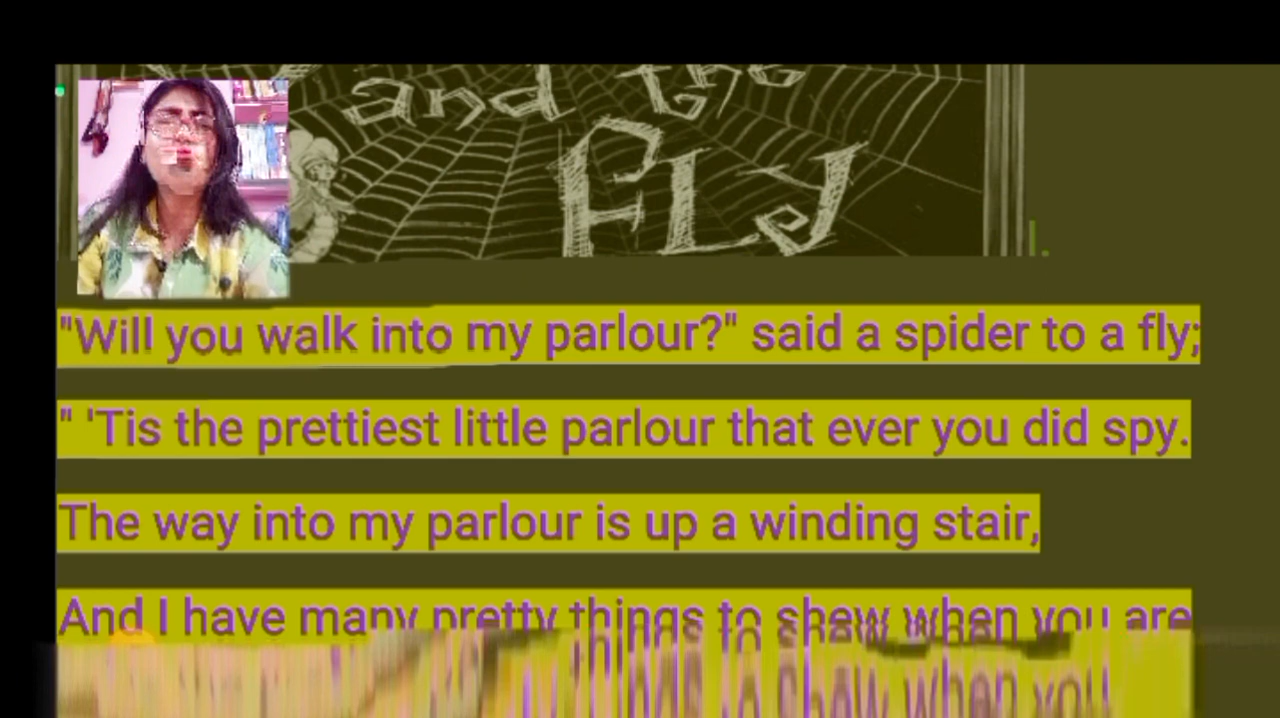 and the
FLY
"Will you walk into my parlour?" said a spider to a fly;
" 'Tis the prettiest little parlour that ever you did spy.
The way into my parlour is up a winding stair,
And I have many pretty things to shew when you are